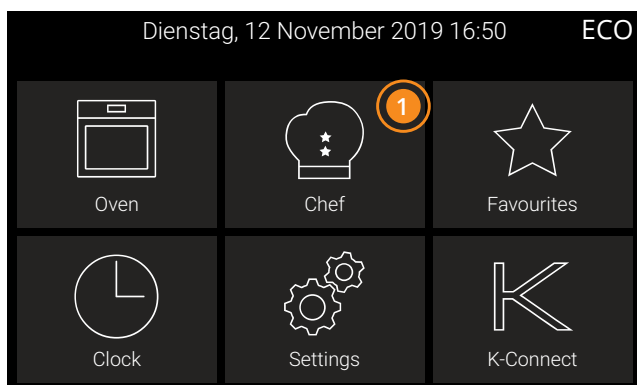 Dienstag, 12 November 2019 16:50 ECO
1
Oven Chef Favourites
Clock Settings K-Connect